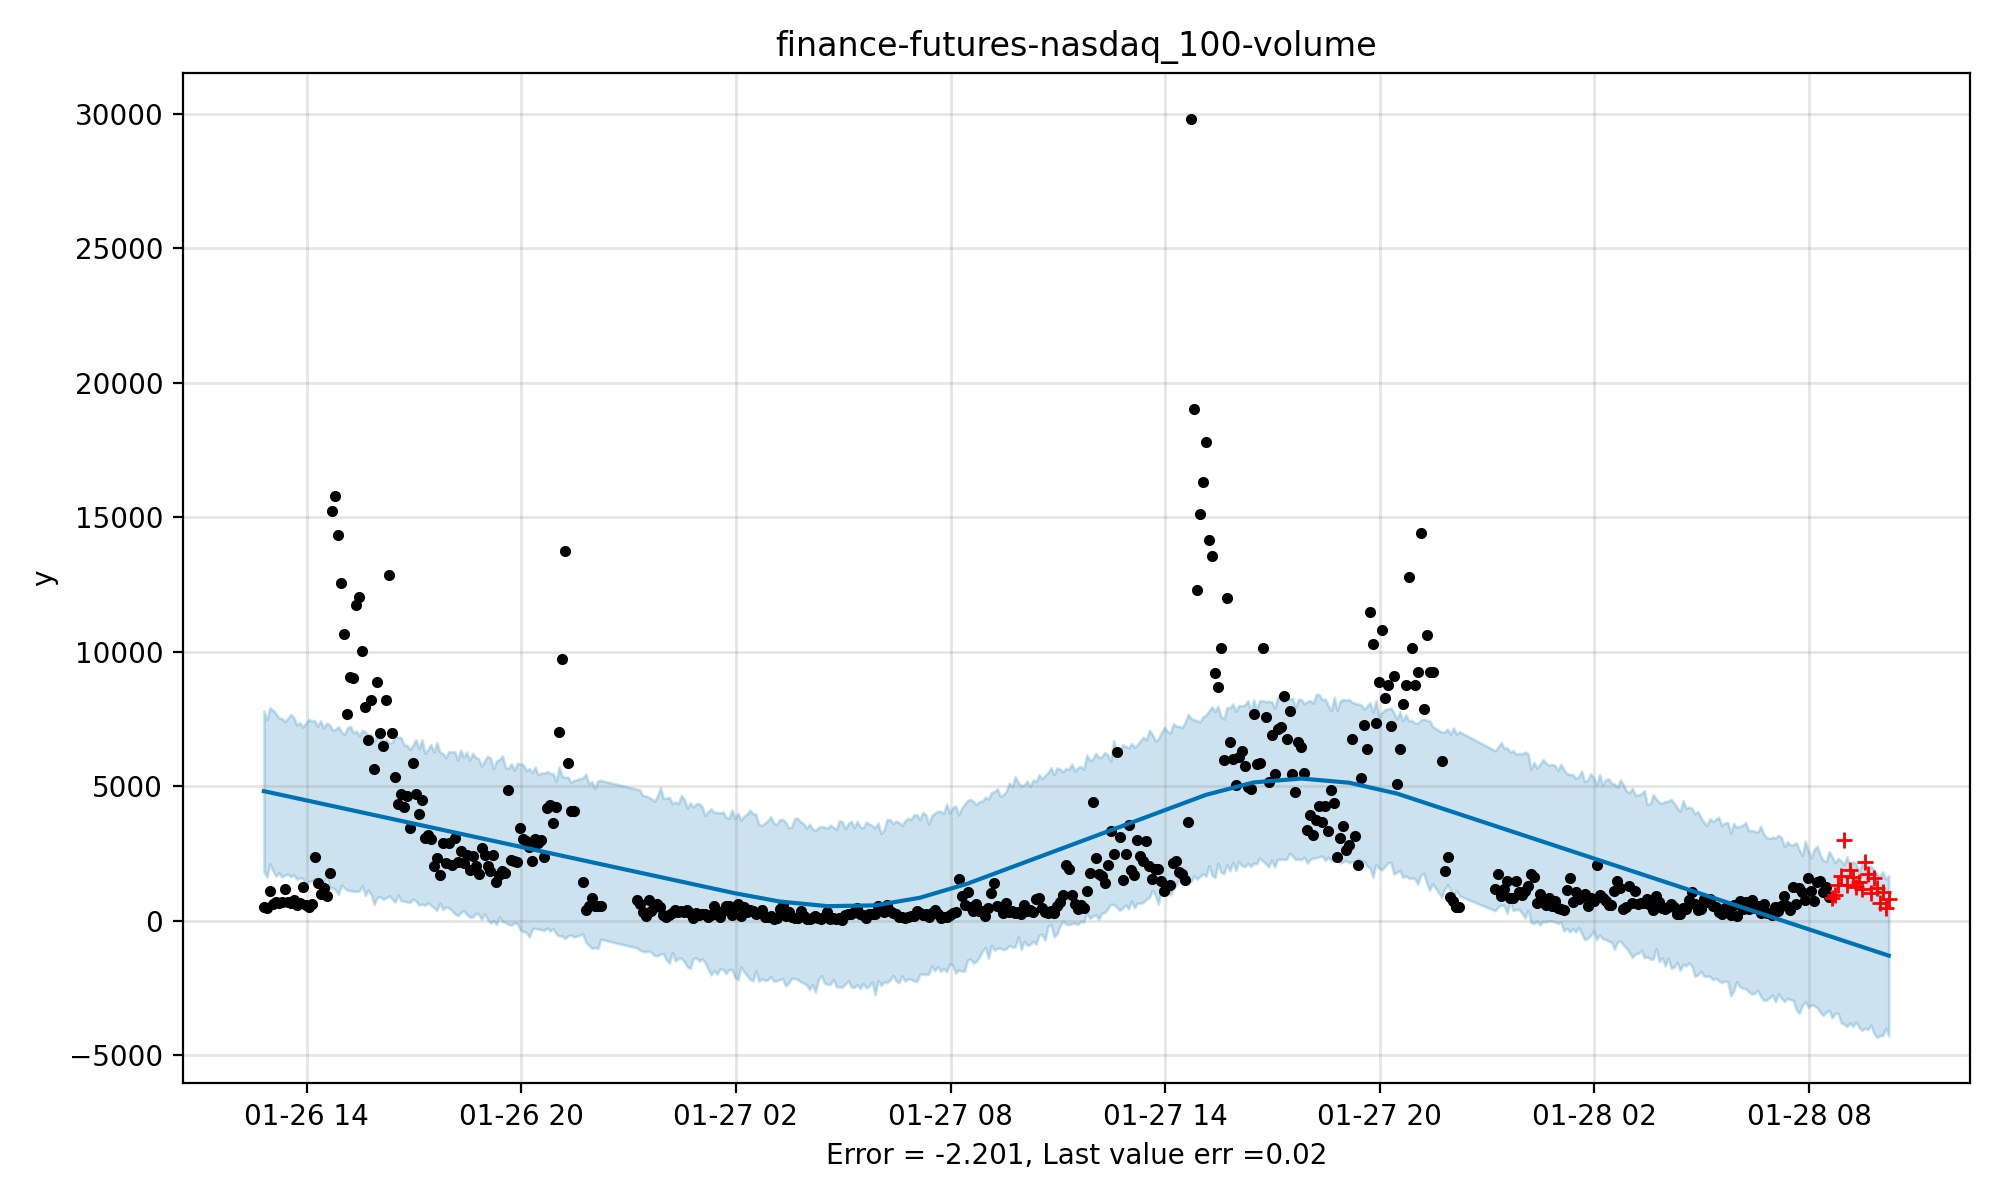 finance-futures-nasdaq_100-volume
30000
25000
20000
15000
10000
5000
0
−5000
y
01-26 14 01-26 20 01-27 02 01-27 08 01-27 14 01-27 20 01-28 02 01-28 08
Error = -2.201, Last value err =0.02